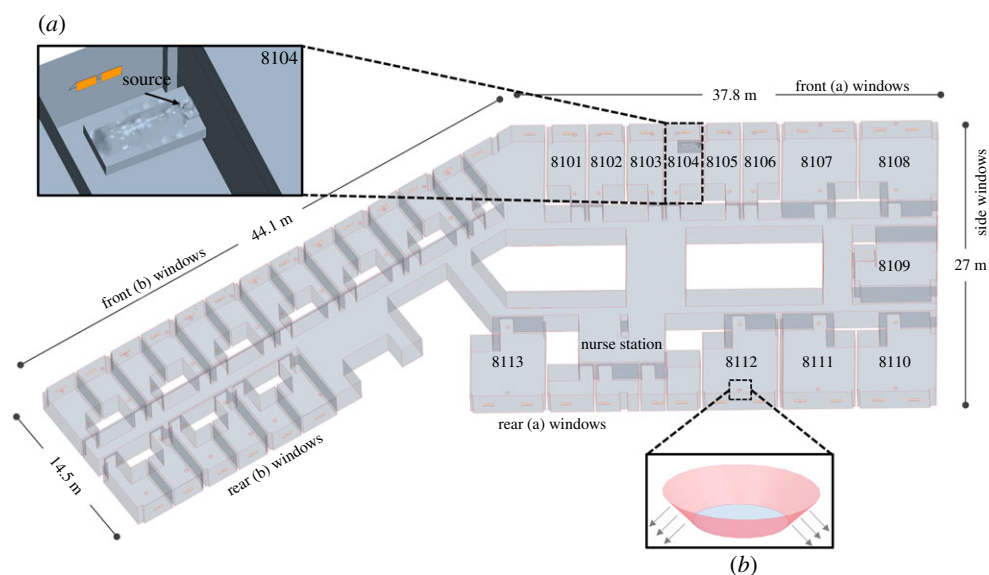 (a)
8104
source
37.8 m
front (a) windows
8101
8102
8103
8104
8105
8106
8107
8108
side windows
27 m
44.1 m
front (b) windows
8109
nurse station
8113
8112
8111
8110
rear (a) windows
rear (b) windows
14.5 m
(b)